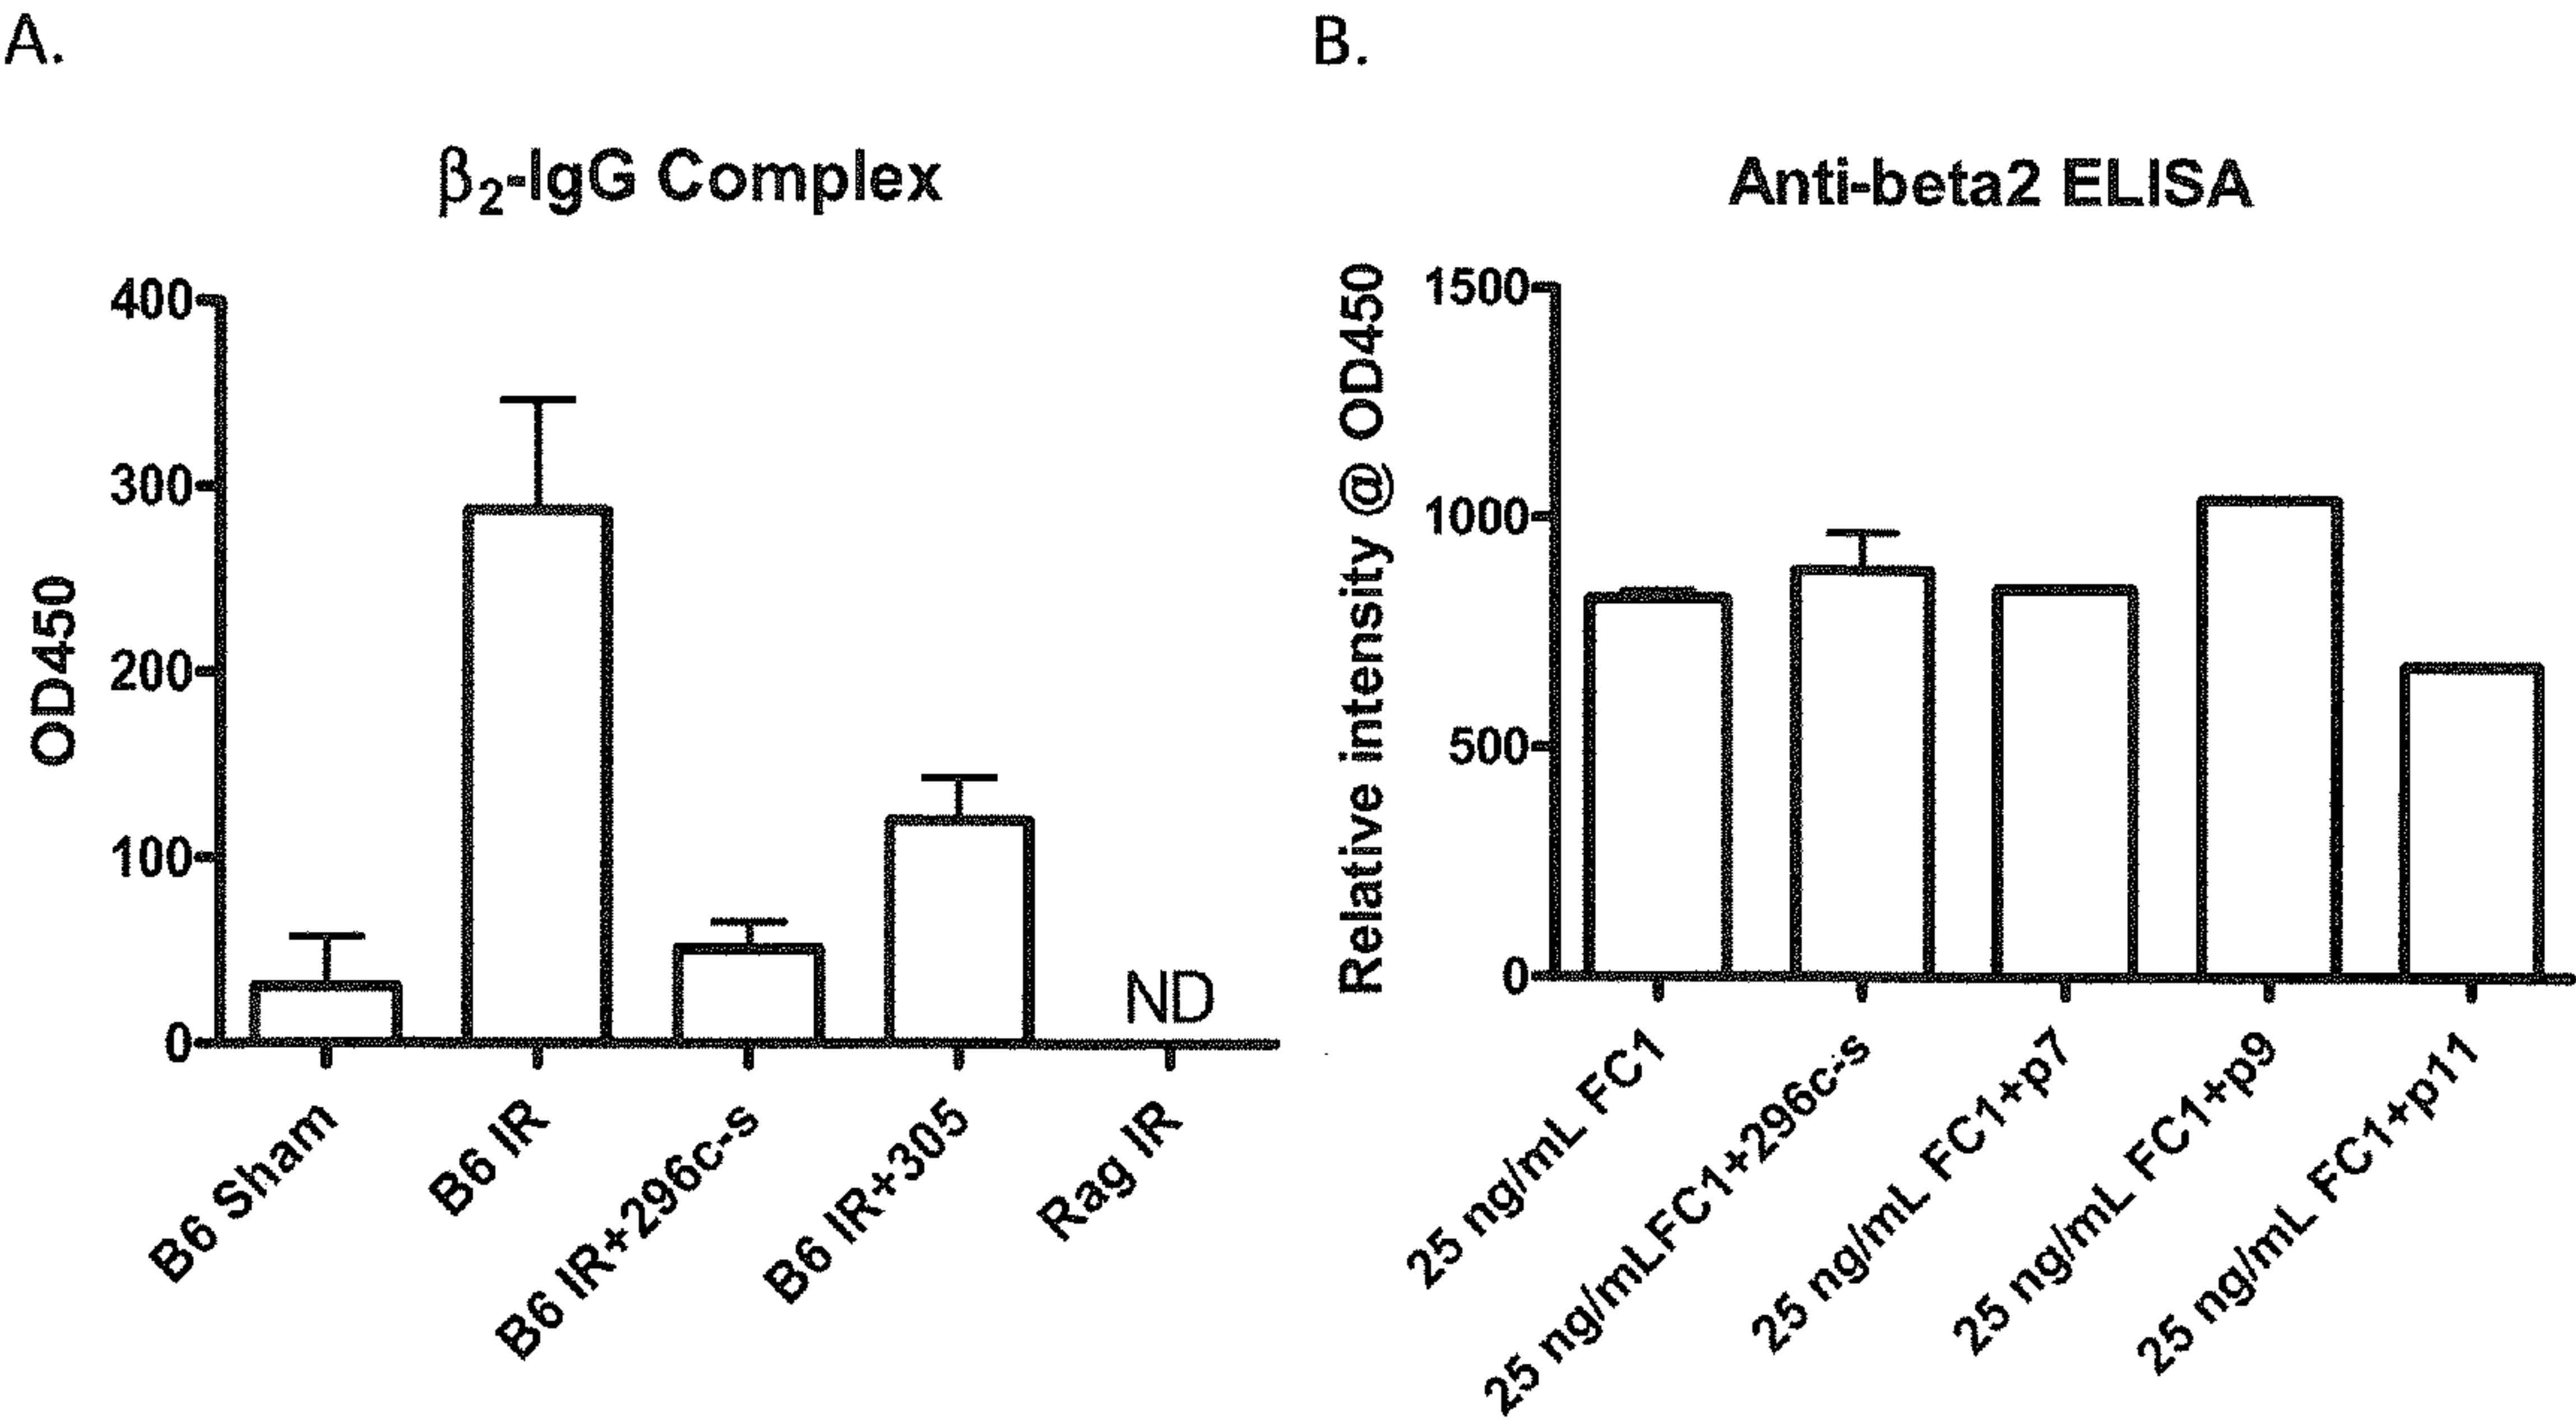 A.
β2-IgG Complex
OD450
400
300
200
100
0
ND
B6 Sham
B6 IR
B6 IR+296c-s
B6 IR+305
Rag IR
B.
Anti-beta2 ELISA
Relative intensity @ OD450
1500
1000
500
0
25 ng/mL FC1
25 ng/mLFC1+296c-s
25 ng/mL FC1+p7
25 ng/mL FC1+p9
25 ng/mL FC1+p11